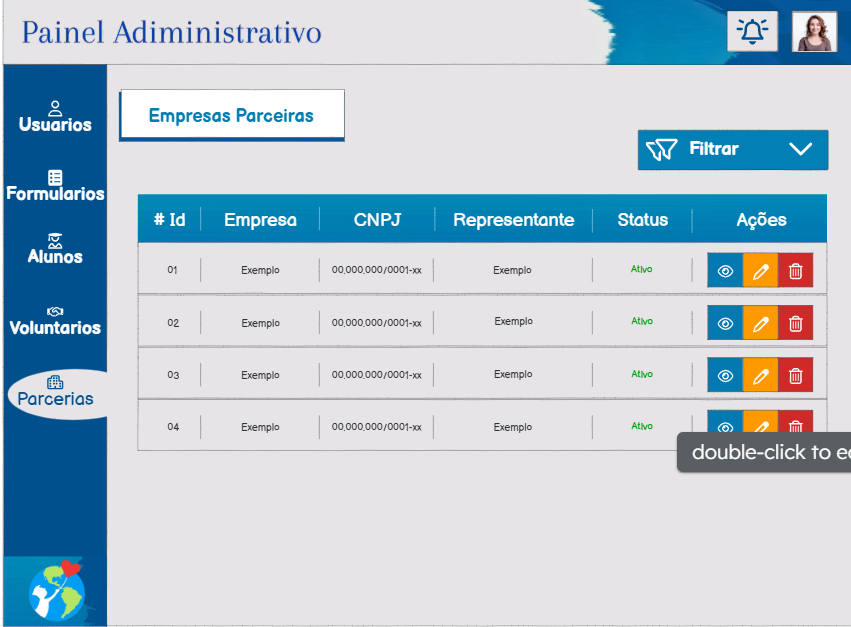 Painel Adiministrativo
Usuarios
Formularios
Alunos
Voluntarios
Parcerias
Empresas Parceiras
Filtrar
# Id Empresa CNPJ Representante Status Ações
01 Exemplo 00,000,000/0001-xx Exemplo Ativo
02 Exemplo 00,000,000/0001-xx Exemplo Ativo
03 Exemplo 00,000,000/0001-xx Exemplo Ativo
04 Exemplo 00,000,000/0001-xx Exemplo Ativo
double-click to e